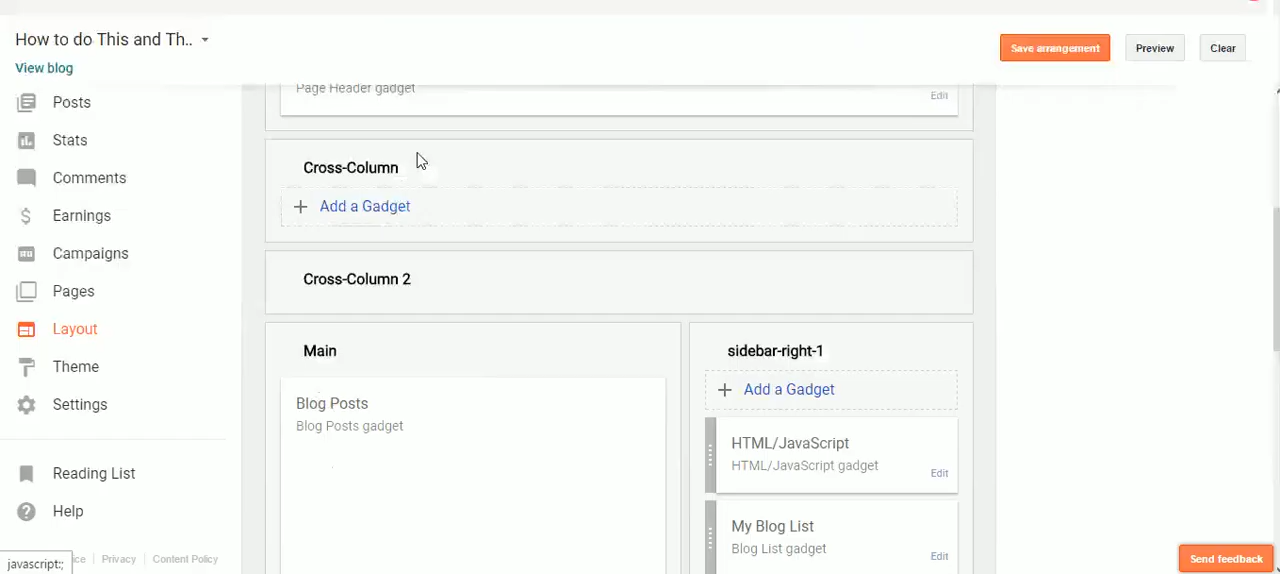 How to do This and Th..
View blog
Save arrangement
Preview
Clear
Posts
Stats
Comments
Earnings
Campaigns
Pages
Layout
Theme
Settings
Reading List
Help
Privacy
Content Policy
javascript:;
Page Header gadget
Edit
Cross-Column
+ Add a Gadget
Cross-Column 2
Main
Blog Posts
Blog Posts gadget
sidebar-right-1
+ Add a Gadget
HTML/JavaScript
HTML/JavaScript gadget
Edit
My Blog List
Blog List gadget
Edit
Send feedback